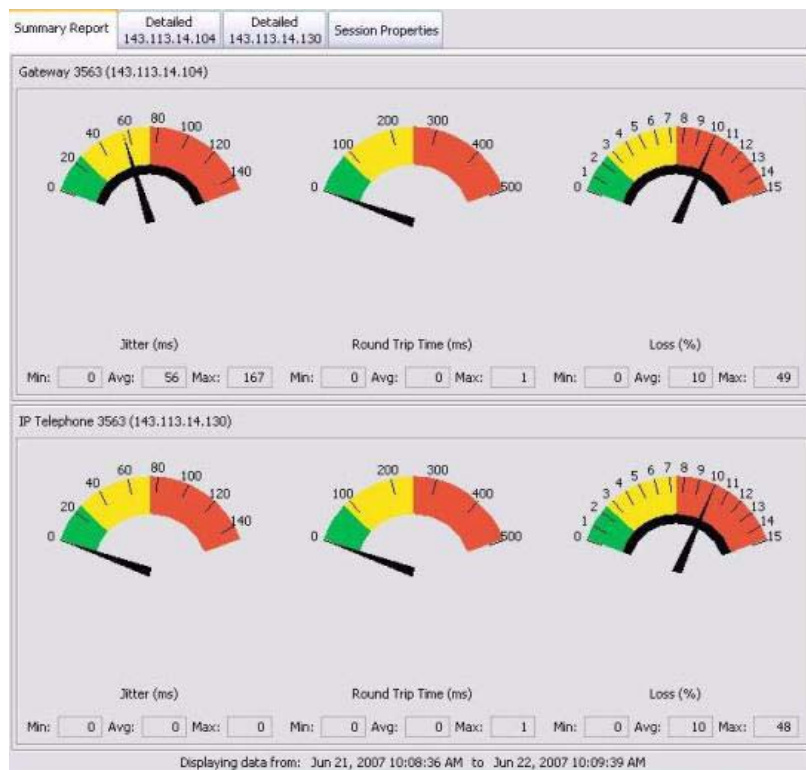 Summary Report
Detailed
143.113.14.104
Detailed
143.113.14.130
Session Properties
Gateway 3563 (143.113.14.104)
0 20 40 60 80 100 120 140
0 100 200 300 400 500
0 1 2 3 4 5 6 7 8 9 10 11 12 13 14 15
Jitter (ms) Round Trip Time (ms) Loss (%)
Min: 0 Avg: 56 Max: 167 Min: 0 Avg: 0 Max: 1 Min: 0 Avg: 10 Max: 49
IP Telephone 3563 (143.113.14.130)
0 20 40 60 80 100 120 140
0 100 200 300 400 500
0 1 2 3 4 5 6 7 8 9 10 11 12 13 14 15
Jitter (ms) Round Trip Time (ms) Loss (%)
Min: 0 Avg: 0 Max: 0 Min: 0 Avg: 0 Max: 1 Min: 0 Avg: 10 Max: 48
Displaying data from: Jun 21, 2007 10:08:36 AM to Jun 22, 2007 10:09:39 AM